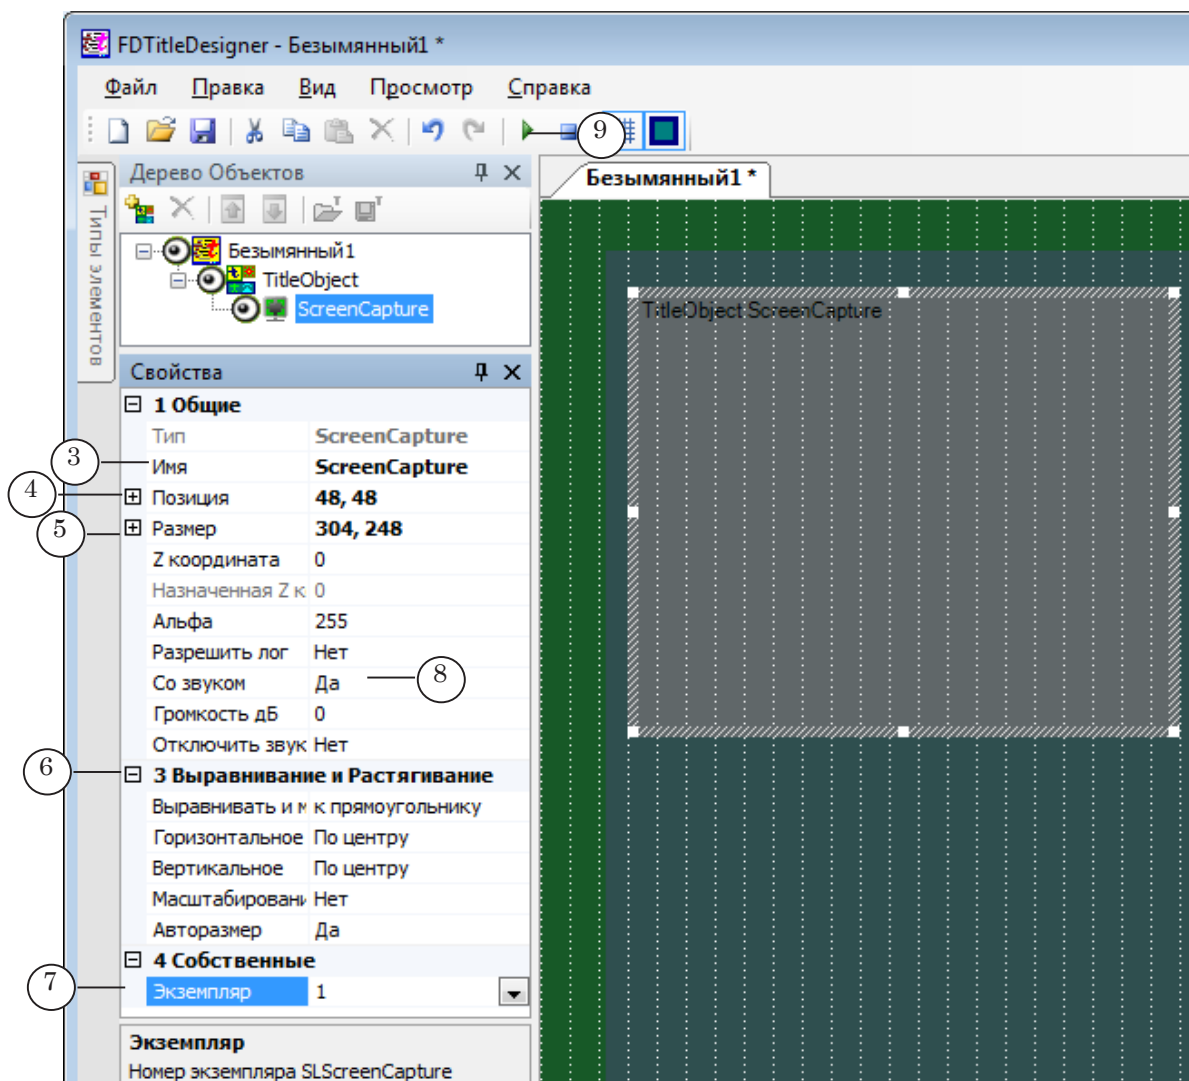 FDTitleDesigner - Безымянный1 *
Файл Правка Вид Просмотр Справка
9
Дерево Объектов
Безымянный1 *
Типы элементов
Безымянный1
TitleObject
ScreenCapture
TitleObject ScreenCapture
Свойства
1 Общие
Тип ScreenCapture
3 Имя ScreenCapture
4 Позиция 48, 48
5 Размер 304, 248
Z координата 0
Назначенная Z к 0
Альфа 255
Разрешить лог Нет
Со звуком Да 8
Громкость дБ 0
Отключить звук Нет
6 3 Выравнивание и Растягивание
Выравнивать и м к прямоугольнику
Горизонтальное По центру
Вертикальное По центру
Масштабировани Нет
Авторазмер Да
4 Собственные
7 Экземпляр 1
Экземпляр
Номер экземпляра SLScreenCapture